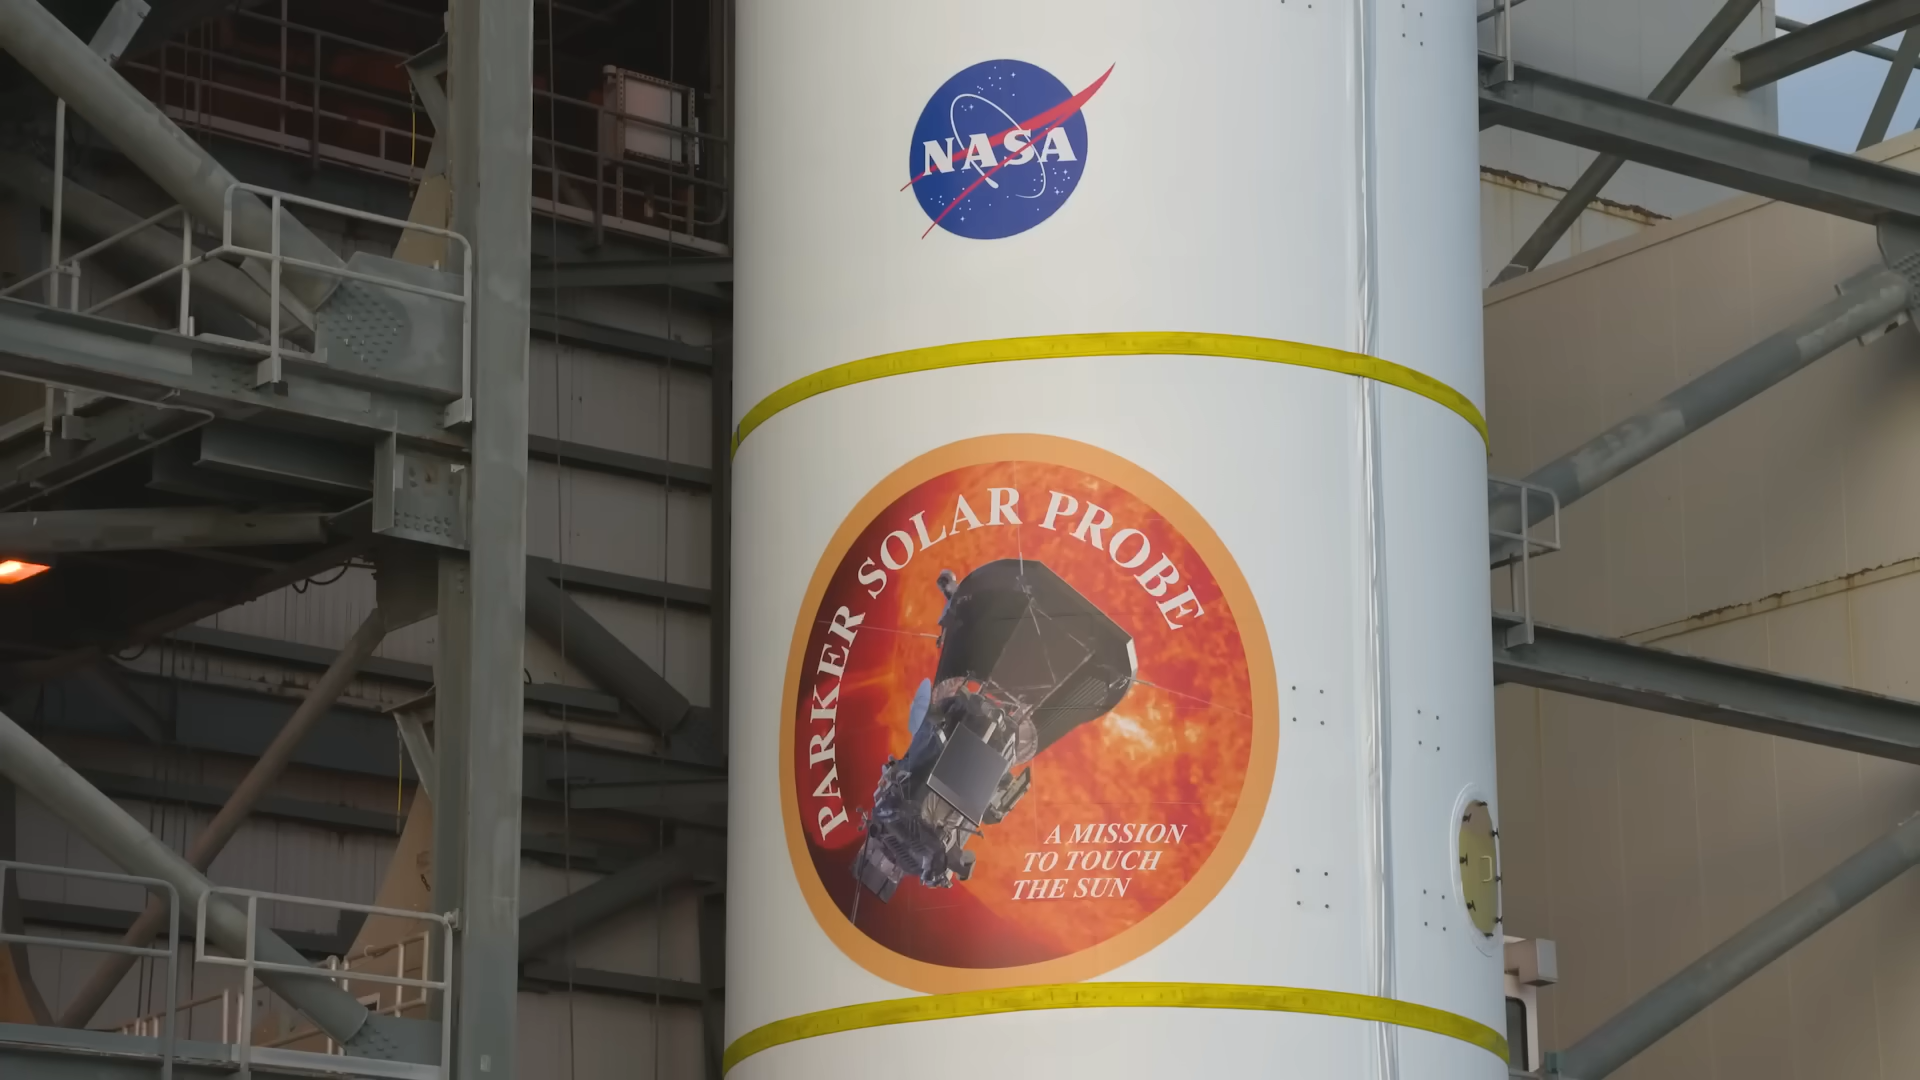 NASA
PARKER SOLAR PROBE
A MISSION
TO TOUCH
THE SUN